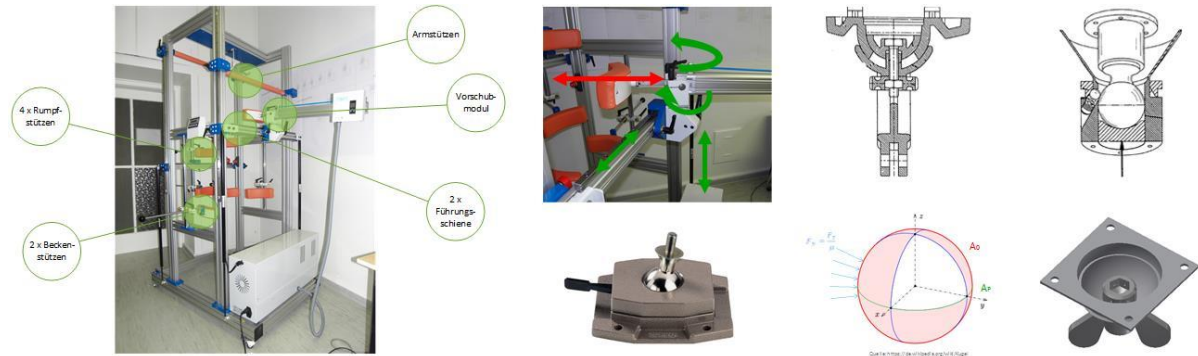 Armstützen
4 x Rumpf-
stützen
Vorschub-
modul
2 x
Führungs-
schiene
2 x Becken-
stützen
z
A₀
Aₚ
y